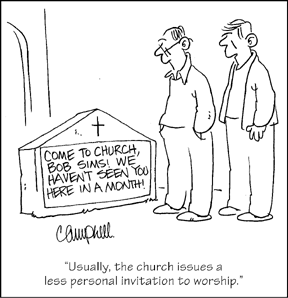 COME TO CHURCH,
BOB SIMS! WE
HAVEN'T SEEN YOU
HERE IN A MONTH!
Campbell
"Usually, the church issues a
less personal invitation to worship."